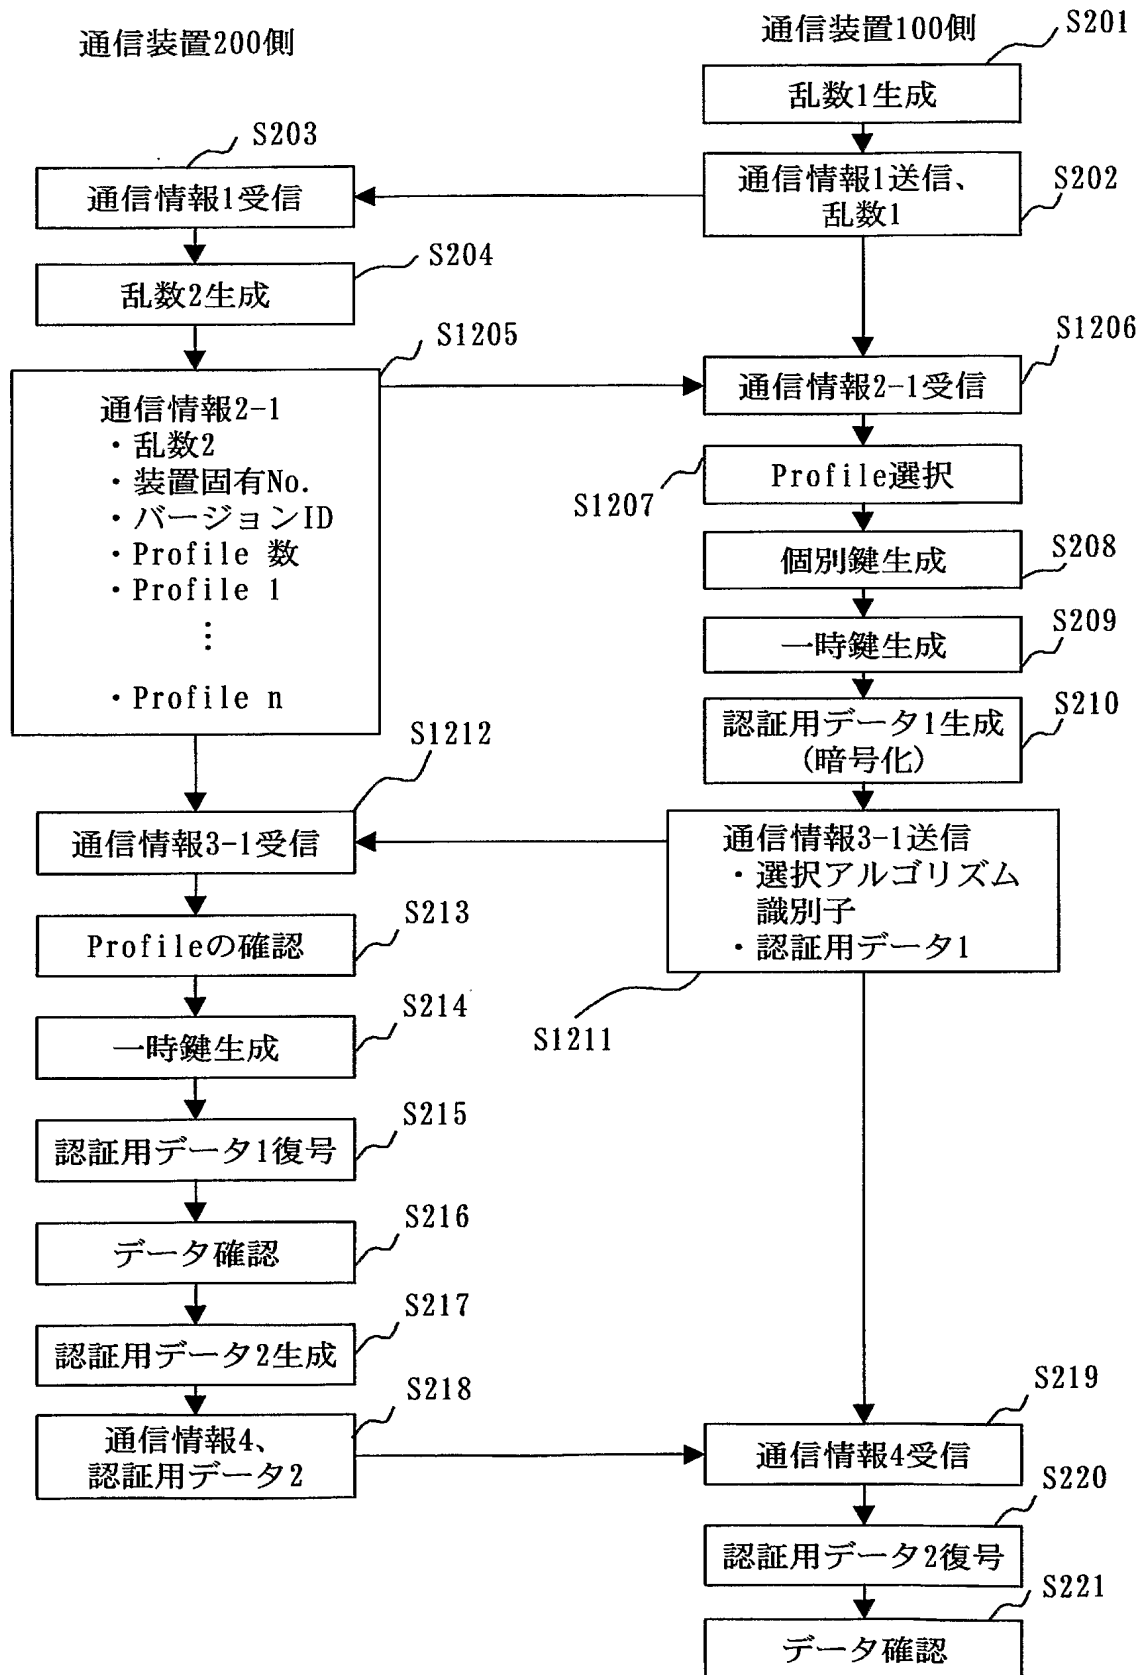 通信装置200側
通信装置100側
S201
乱数1生成
S203
通信情報1受信
通信情報1送信、
乱数1
S202
S204
乱数2生成
S1205
通信情報2-1
・乱数2
・装置固有No.
・バージョンID
・Profile 数
・Profile 1
⋮
・Profile n
S1206
通信情報2-1受信
Profile選択
S1207
S208
個別鍵生成
S209
一時鍵生成
S210
認証用データ1生成
(暗号化)
S1212
通信情報3-1受信
通信情報3-1送信
・選択アルゴリズム
識別子
・認証用データ1
S1211
S213
Profileの確認
S214
一時鍵生成
S215
認証用データ1復号
S216
データ確認
S217
認証用データ2生成
S218
通信情報4、
認証用データ2
S219
通信情報4受信
S220
認証用データ2復号
S221
データ確認